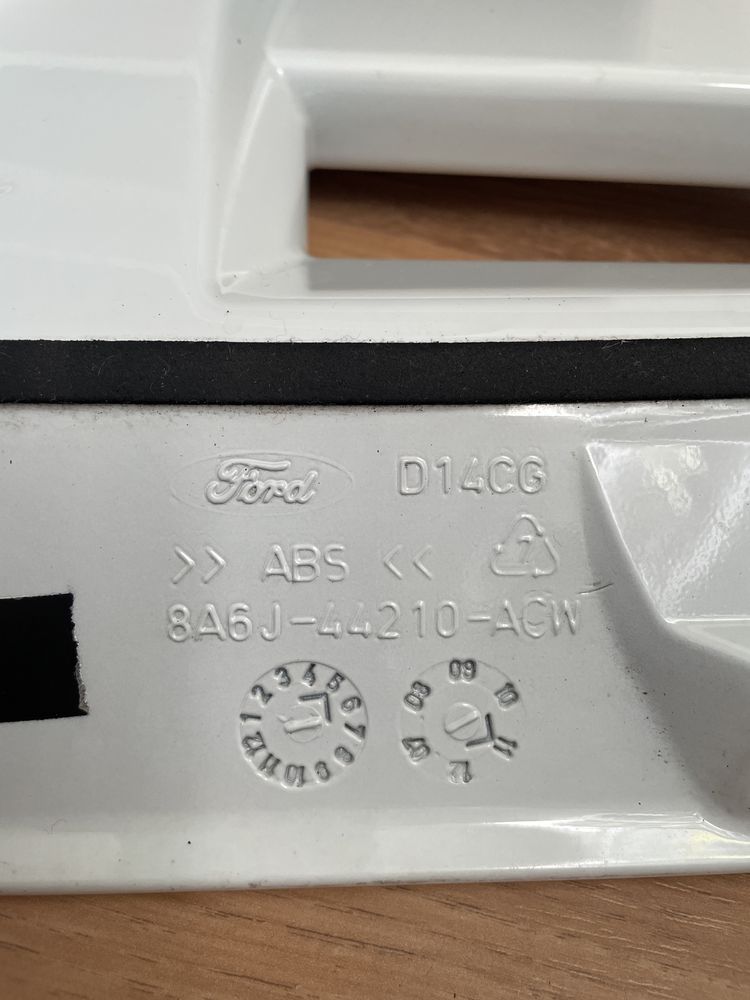 Ford D14CG
>> ABS << 7
8A6J-44210-ACW
1 2 3 4 5 6 7 8 9 10 11 12
07 08 09 10 11 12